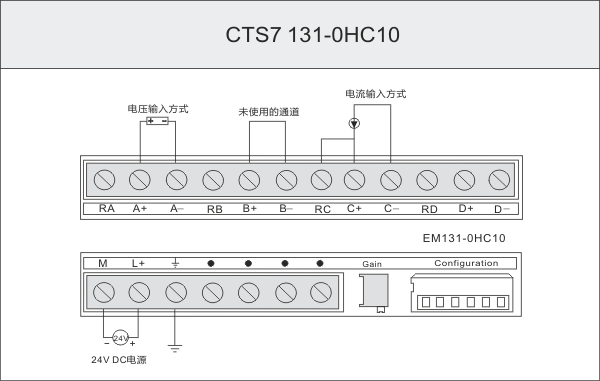 CTS7 131-0HC10
电流输入方式
电压输入方式
未使用的通道
+ −
RA A+ A− RB B+ B− RC C+ C− RD D+ D−
EM131-0HC10
M L+ Gain Configuration
− 24V +
24V DC电源